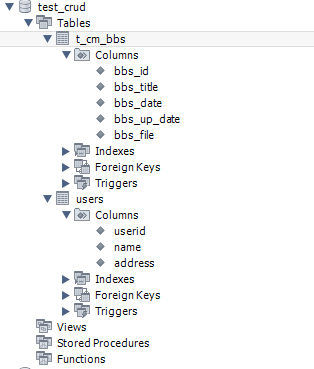 test_crud
Tables
t_cm_bbs
Columns
bbs_id
bbs_title
bbs_date
bbs_up_date
bbs_file
Indexes
Foreign Keys
Triggers
users
Columns
userid
name
address
Indexes
Foreign Keys
Triggers
Views
Stored Procedures
Functions